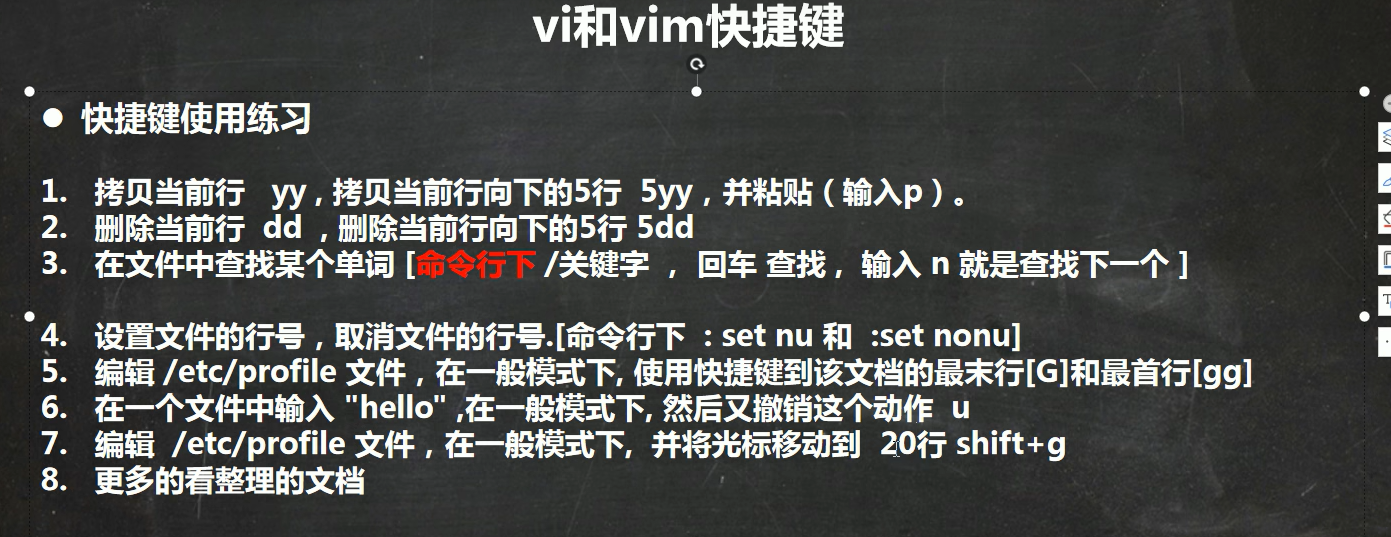 vi和vim快捷键
● 快捷键使用练习
1. 拷贝当前行 yy , 拷贝当前行向下的5行 5yy，并粘贴（输入p）。
2. 删除当前行 dd ，删除当前行向下的5行 5dd
3. 在文件中查找某个单词 [命令行下 /关键字 ， 回车 查找 ， 输入 n 就是查找下一个 ]
4. 设置文件的行号，取消文件的行号.[命令行下 : set nu 和 :set nonu]
5. 编辑 /etc/profile 文件，在一般模式下, 使用快捷键到该文档的最末行[G]和最首行[gg]
6. 在一个文件中输入 "hello" ,在一般模式下, 然后又撤销这个动作 u
7. 编辑 /etc/profile 文件，在一般模式下, 并将光标移动到 20行 shift+g
8. 更多的看整理的文档